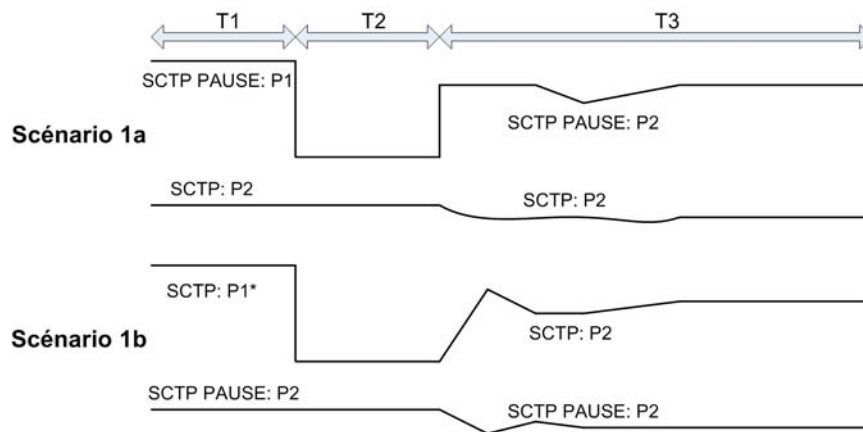 T1 T2 T3
SCTP PAUSE: P1
SCTP PAUSE: P2
Scénario 1a
SCTP: P2 SCTP: P2
SCTP: P1*
SCTP: P2
Scénario 1b
SCTP PAUSE: P2 SCTP PAUSE: P2